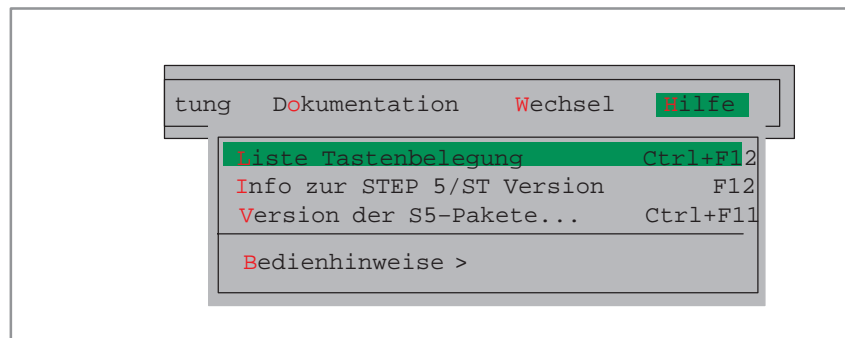 tung Dokumentation Wechsel Hilfe
Liste Tastenbelegung Ctrl+F12
Info zur STEP 5/ST Version F12
Version der S5-Pakete... Ctrl+F11
Bedienhinweise >